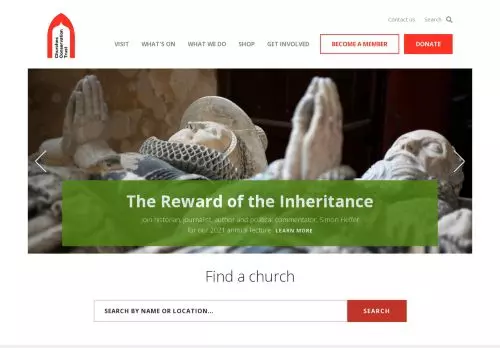 Contact us Search
Churches
Conservation
Trust
VISIT WHAT'S ON WHAT WE DO SHOP GET INVOLVED BECOME A MEMBER DONATE
The Reward of the Inheritance
Join historian, journalist, author and political commentator, Simon Heffer,
for our 2021 annual lecture. LEARN MORE
Find a church
SEARCH BY NAME OR LOCATION... SEARCH